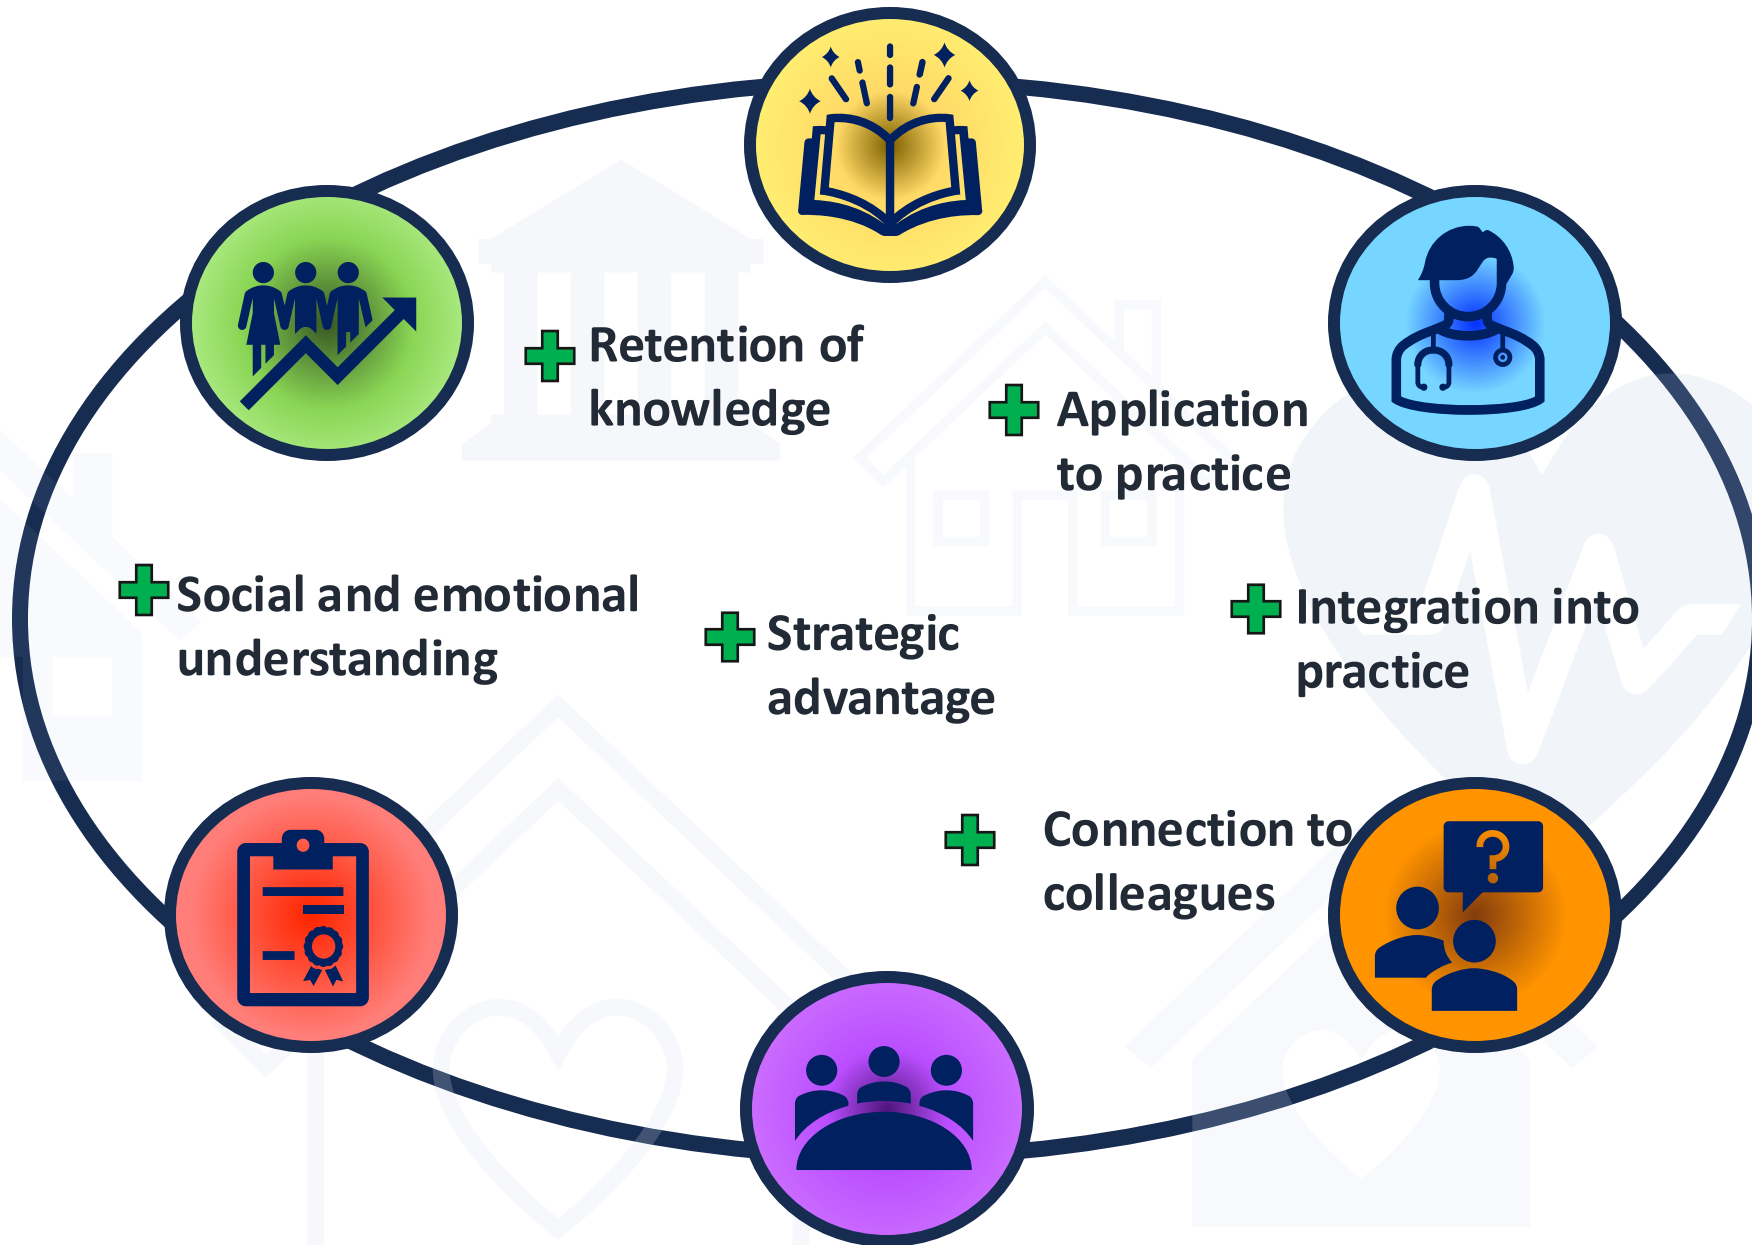 Retention of
knowledge
Application
to practice
Social and emotional
understanding
Strategic
advantage
Integration into
practice
Connection to
colleagues
?